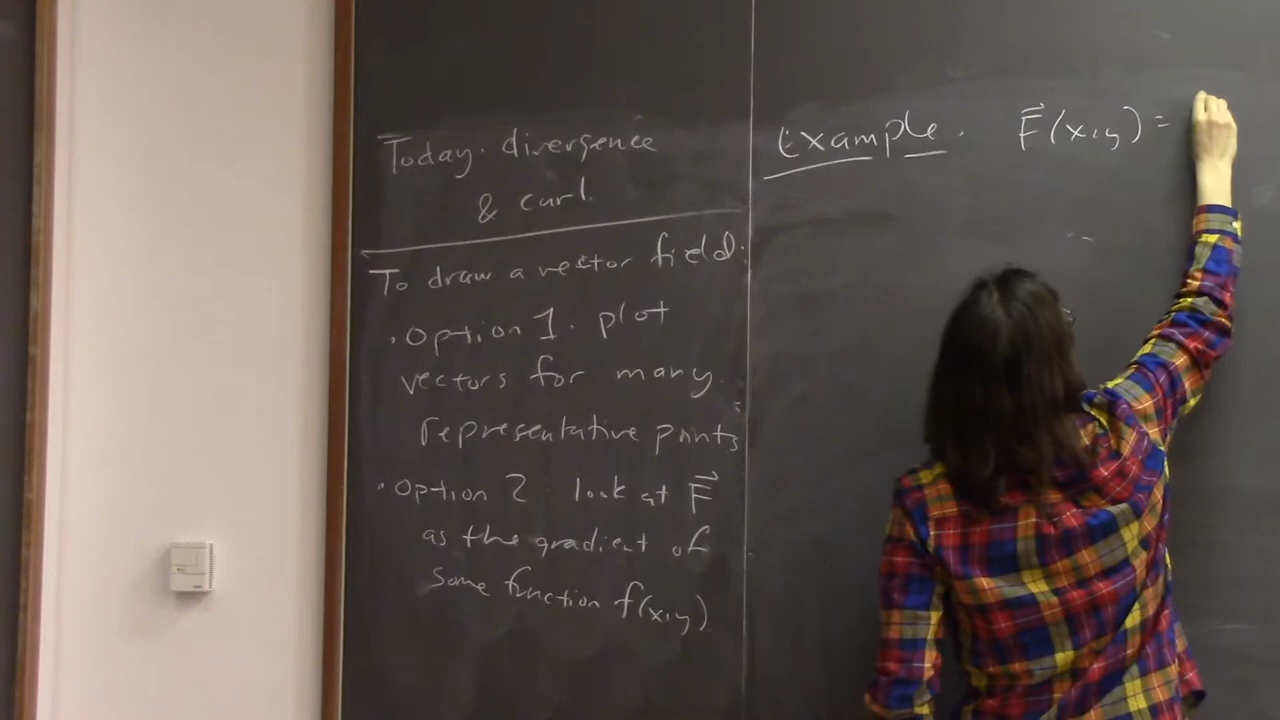 Today. divergence
& curl.
To draw a vector field:
• Option 1. plot
vectors for many
representative points
• Option 2. look at F⃗
as the gradient of
some function f(x,y).
Example. F⃗(x,y) =